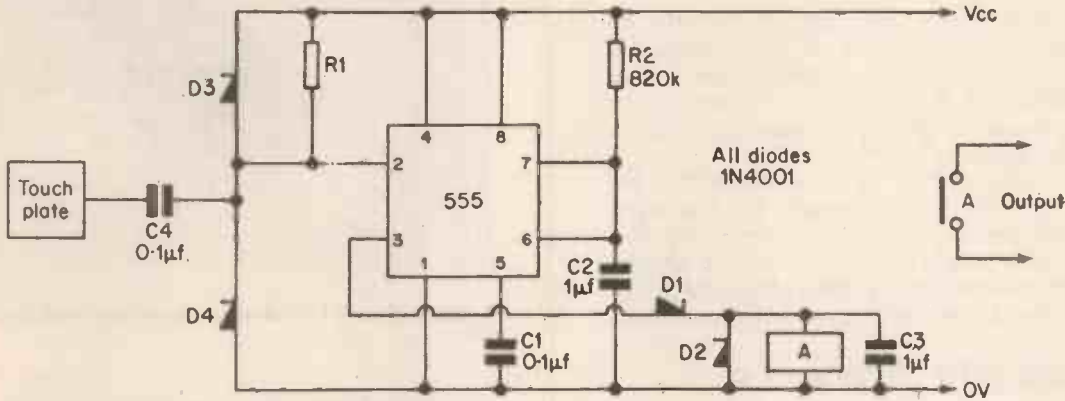 Vcc
R1
R2
820k
D3
4
8
2
7
All diodes
1N4001
Touch
plate
555
A
Output
C4
0·1µf.
3
6
1
5
C2
1µf
D1
D4
C1
0·1µf
D2
A
C3
1µf
0V